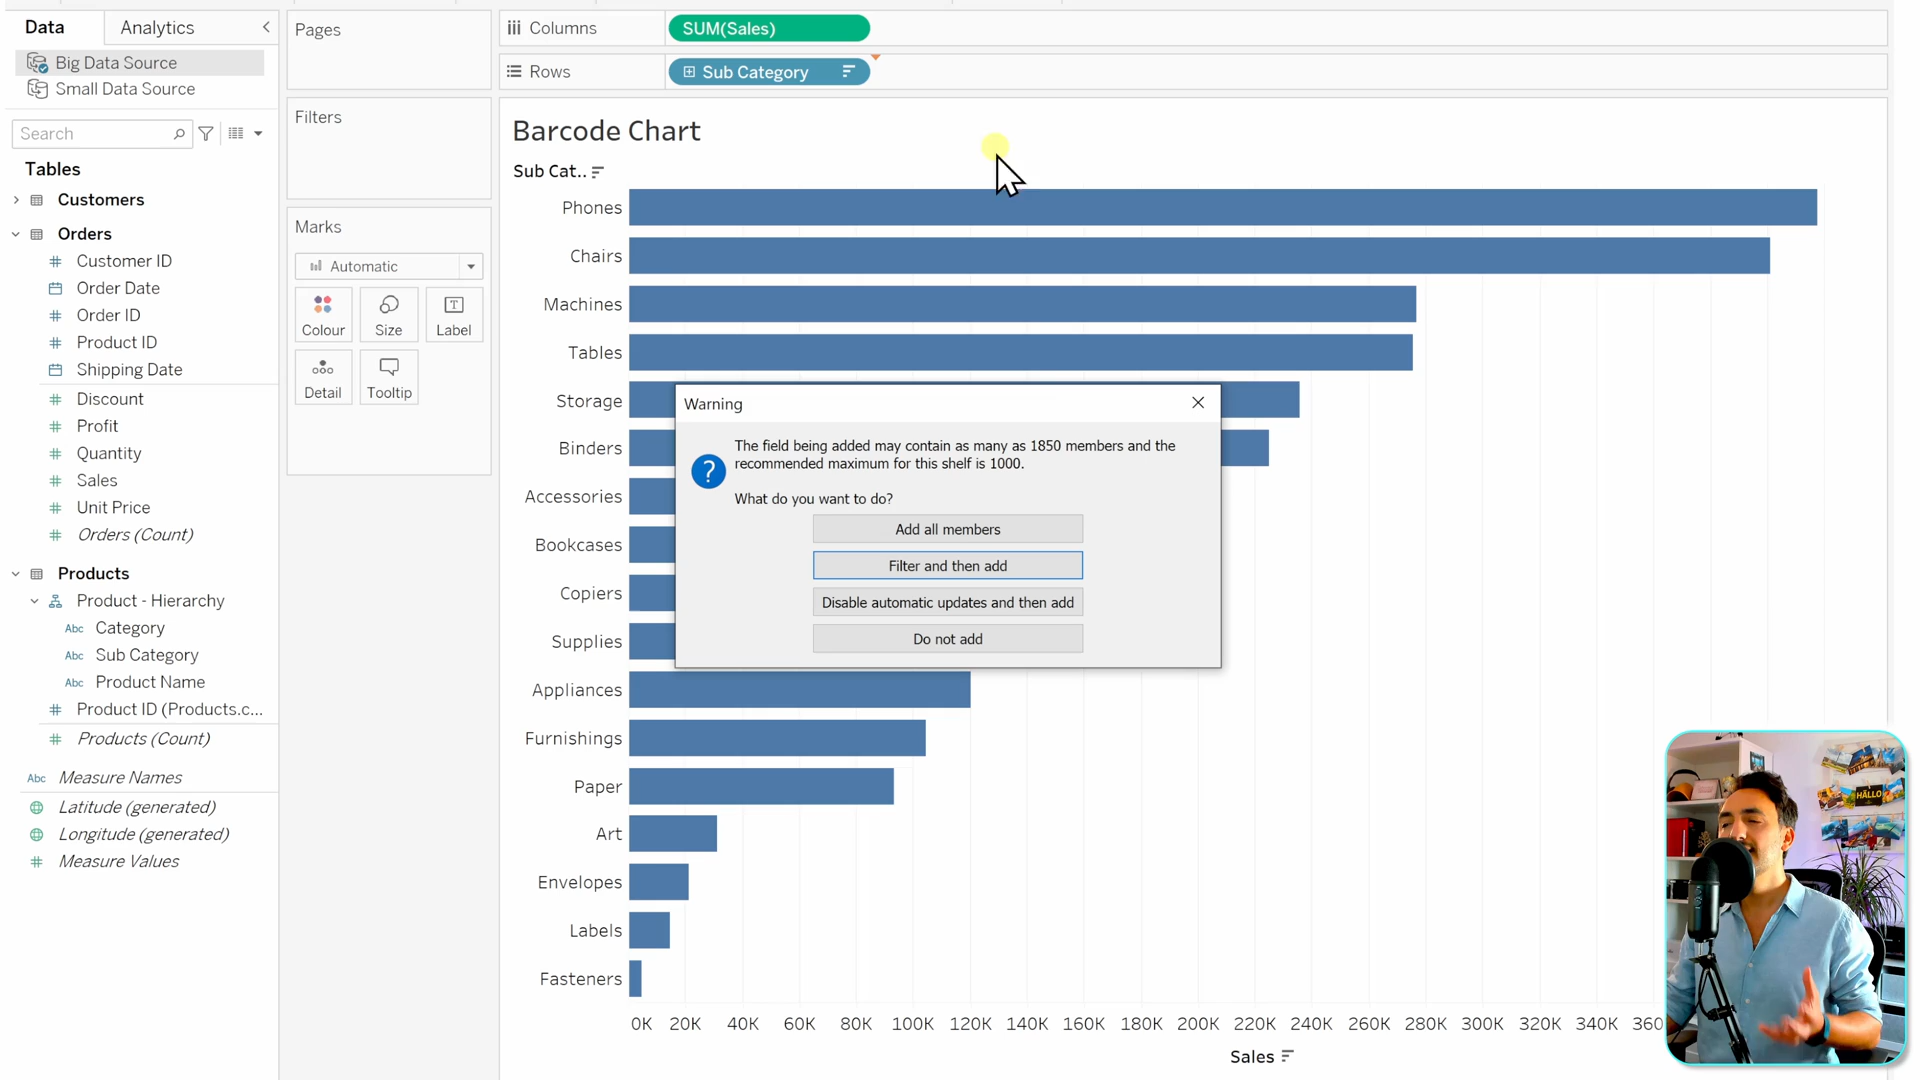 Data
Analytics
Big Data Source
Small Data Source
Search
Tables
Customers
Orders
Customer ID
Order Date
Order ID
Product ID
Shipping Date
Discount
Profit
Quantity
Sales
Unit Price
Orders (Count)
Products
Product - Hierarchy
Abc Category
Abc Sub Category
Abc Product Name
Product ID (Products.c...
Products (Count)
Abc Measure Names
Latitude (generated)
Longitude (generated)
Measure Values
Pages
Filters
Marks
Automatic
Colour Size Label
Detail Tooltip
Columns SUM(Sales)
Rows Sub Category
Barcode Chart
Sub Cat..
Phones
Chairs
Machines
Tables
Storage
Binders
Accessories
Bookcases
Copiers
Supplies
Appliances
Furnishings
Paper
Art
Envelopes
Labels
Fasteners
0K 20K 40K 60K 80K 100K 120K 140K 160K 180K 200K 220K 240K 260K 280K 300K 320K 340K 360
Sales
Warning
The field being added may contain as many as 1850 members and the
recommended maximum for this shelf is 1000.
What do you want to do?
Add all members
Filter and then add
Disable automatic updates and then add
Do not add
HALLO